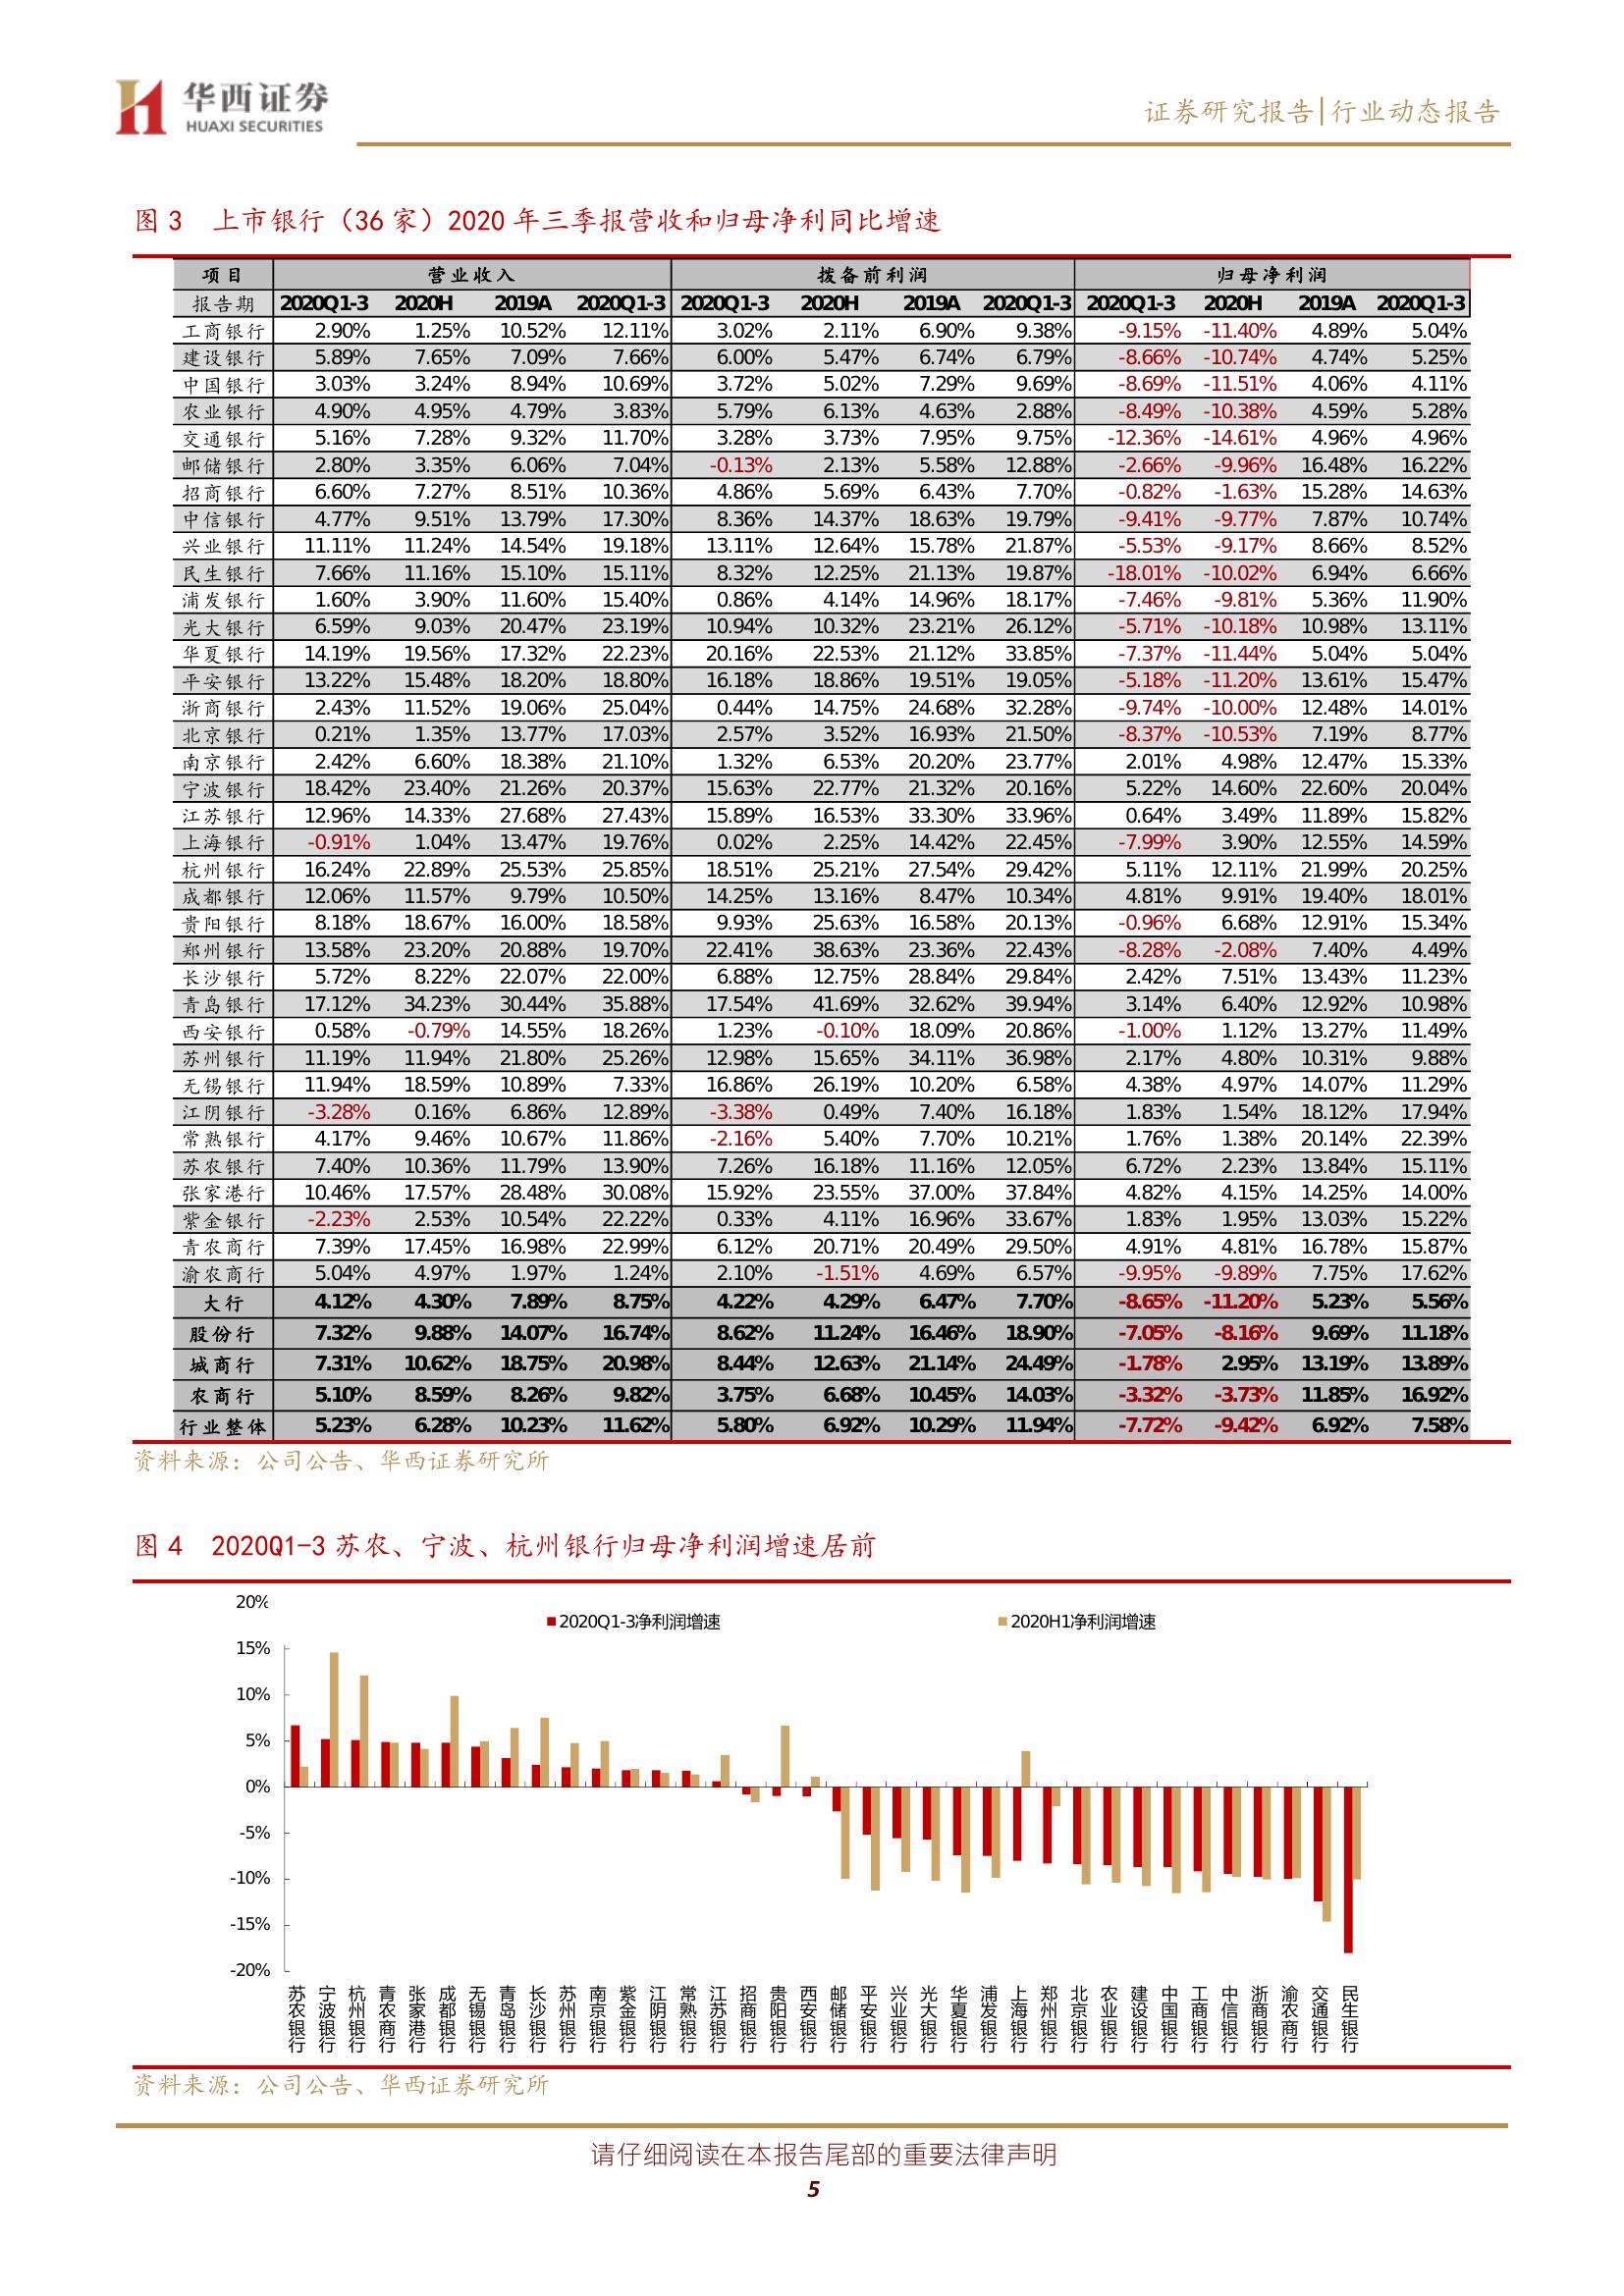 华西证券
HUAXI SECURITIES
证券研究报告|行业动态报告
图 3 上市银行（36 家）2020 年三季报营收和归母净利同比增速
项目 营业收入 拨备前利润 归母净利润
报告期 2020Q1-3 2020H 2019A 2020Q1-3 2020Q1-3 2020H 2019A 2020Q1-3 2020Q1-3 2020H 2019A 2020Q1-3
工商银行 2.90% 1.25% 10.52% 12.11% 3.02% 2.11% 6.90% 9.38% -9.15% -11.40% 4.89% 5.04%
建设银行 5.89% 7.65% 7.09% 7.66% 6.00% 5.47% 6.74% 6.79% -8.66% -10.74% 4.74% 5.25%
中国银行 3.03% 3.24% 8.94% 10.69% 3.72% 5.02% 7.29% 9.69% -8.69% -11.51% 4.06% 4.11%
农业银行 4.90% 4.95% 4.79% 3.83% 5.79% 6.13% 4.63% 2.88% -8.49% -10.38% 4.59% 5.28%
交通银行 5.16% 7.28% 9.32% 11.70% 3.28% 3.73% 7.95% 9.75% -12.36% -14.61% 4.96% 4.96%
邮储银行 2.80% 3.35% 6.06% 7.04% -0.13% 2.13% 5.58% 12.88% -2.66% -9.96% 16.48% 16.22%
招商银行 6.60% 7.27% 8.51% 10.36% 4.86% 5.69% 6.43% 7.70% -0.82% -1.63% 15.28% 14.63%
中信银行 4.77% 9.51% 13.79% 17.30% 8.36% 14.37% 18.63% 19.79% -9.41% -9.77% 7.87% 10.74%
兴业银行 11.11% 11.24% 14.54% 19.18% 13.11% 12.64% 15.78% 21.87% -5.53% -9.17% 8.66% 8.52%
民生银行 7.66% 11.16% 15.10% 15.11% 8.32% 12.25% 21.13% 19.87% -18.01% -10.02% 6.94% 6.66%
浦发银行 1.60% 3.90% 11.60% 15.40% 0.86% 4.14% 14.96% 18.17% -7.46% -9.81% 5.36% 11.90%
光大银行 6.59% 9.03% 20.47% 23.19% 10.94% 10.32% 23.21% 26.12% -5.71% -10.18% 10.98% 13.11%
华夏银行 14.19% 19.56% 17.32% 22.23% 20.16% 22.53% 21.12% 33.85% -7.37% -11.44% 5.04% 5.04%
平安银行 13.22% 15.48% 18.20% 18.80% 16.18% 18.86% 19.51% 19.05% -5.18% -11.20% 13.61% 15.47%
浙商银行 2.43% 11.52% 19.06% 25.04% 0.44% 14.75% 24.68% 32.28% -9.74% -10.00% 12.48% 14.01%
北京银行 0.21% 1.35% 13.77% 17.03% 2.57% 3.52% 16.93% 21.50% -8.37% -10.53% 7.19% 8.77%
南京银行 2.42% 6.60% 18.38% 21.10% 1.32% 6.53% 20.20% 23.77% 2.01% 4.98% 12.47% 15.33%
宁波银行 18.42% 23.40% 21.26% 20.37% 15.63% 22.77% 21.32% 20.16% 5.22% 14.60% 22.60% 20.04%
江苏银行 12.96% 14.33% 27.68% 27.43% 15.89% 16.53% 33.30% 33.96% 0.64% 3.49% 11.89% 15.82%
上海银行 -0.91% 1.04% 13.47% 19.76% 0.02% 2.25% 14.42% 22.45% -7.99% 3.90% 12.55% 14.59%
杭州银行 16.24% 22.89% 25.53% 25.85% 18.51% 25.21% 27.54% 29.42% 5.11% 12.11% 21.99% 20.25%
成都银行 12.06% 11.57% 9.79% 10.50% 14.25% 13.16% 8.47% 10.34% 4.81% 9.91% 19.40% 18.01%
贵阳银行 8.18% 18.67% 16.00% 18.58% 9.93% 25.63% 16.58% 20.13% -0.96% 6.68% 12.91% 15.34%
郑州银行 13.58% 23.20% 20.88% 19.70% 22.41% 38.63% 23.36% 22.43% -8.28% -2.08% 7.40% 4.49%
长沙银行 5.72% 8.22% 22.07% 22.00% 6.88% 12.75% 28.84% 29.84% 2.42% 7.51% 13.43% 11.23%
青岛银行 17.12% 34.23% 30.44% 35.88% 17.54% 41.69% 32.62% 39.94% 3.14% 6.40% 12.92% 10.98%
西安银行 0.58% -0.79% 14.55% 18.26% 1.23% -0.10% 18.09% 20.86% -1.00% 1.12% 13.27% 11.49%
苏州银行 11.19% 11.94% 21.80% 25.26% 12.98% 15.65% 34.11% 36.98% 2.17% 4.80% 10.31% 9.88%
无锡银行 11.94% 18.59% 10.89% 7.33% 16.86% 26.19% 10.20% 6.58% 4.38% 4.97% 14.07% 11.29%
江阴银行 -3.28% 0.16% 6.86% 12.89% -3.38% 0.49% 7.40% 16.18% 1.83% 1.54% 18.12% 17.94%
常熟银行 4.17% 9.46% 10.67% 11.86% -2.16% 5.40% 7.70% 10.21% 1.76% 1.38% 20.14% 22.39%
苏农银行 7.40% 10.36% 11.79% 13.90% 7.26% 16.18% 11.16% 12.05% 6.72% 2.23% 13.84% 15.11%
张家港行 10.46% 17.57% 28.48% 30.08% 15.92% 23.55% 37.00% 37.84% 4.82% 4.15% 14.25% 14.00%
紫金银行 -2.23% 2.53% 10.54% 22.22% 0.33% 4.11% 16.96% 33.67% 1.83% 1.95% 13.03% 15.22%
青农商行 7.39% 17.45% 16.98% 22.99% 6.12% 20.71% 20.49% 29.50% 4.91% 4.81% 16.78% 15.87%
渝农商行 5.04% 4.97% 1.97% 1.24% 2.10% -1.51% 4.69% 6.57% -9.95% -9.89% 7.75% 17.62%
大行 4.12% 4.30% 7.89% 8.75% 4.22% 4.29% 6.47% 7.70% -8.65% -11.20% 5.23% 5.56%
股份行 7.32% 9.88% 14.07% 16.74% 8.62% 11.24% 16.46% 18.90% -7.05% -8.16% 9.69% 11.18%
城商行 7.31% 10.62% 18.75% 20.98% 8.44% 12.63% 21.14% 24.49% -1.78% 2.95% 13.19% 13.89%
农商行 5.10% 8.59% 8.26% 9.82% 3.75% 6.68% 10.45% 14.03% -3.32% -3.73% 11.85% 16.92%
行业整体 5.23% 6.28% 10.23% 11.62% 5.80% 6.92% 10.29% 11.94% -7.72% -9.42% 6.92% 7.58%
资料来源：公司公告、华西证券研究所
图 4 2020Q1-3 苏农、宁波、杭州银行归母净利润增速居前
20%
2020Q1-3净利润增速 2020H1净利润增速
15%
10%
5%
0%
-5%
-10%
-15%
-20%
苏农银行 宁波银行 杭州银行 青农商行 张家港行 成都银行 无锡银行 青岛银行 长沙银行 苏州银行 南京银行 紫金银行 江阴银行 常熟银行 江苏银行 招商银行 贵阳银行 西安银行 邮储银行 平安银行 兴业银行 光大银行 华夏银行 浦发银行 上海银行 郑州银行 北京银行 农业银行 建设银行 中国银行 工商银行 中信银行 浙商银行 渝农商行 交通银行 民生银行
资料来源：公司公告、华西证券研究所
请仔细阅读在本报告尾部的重要法律声明
5